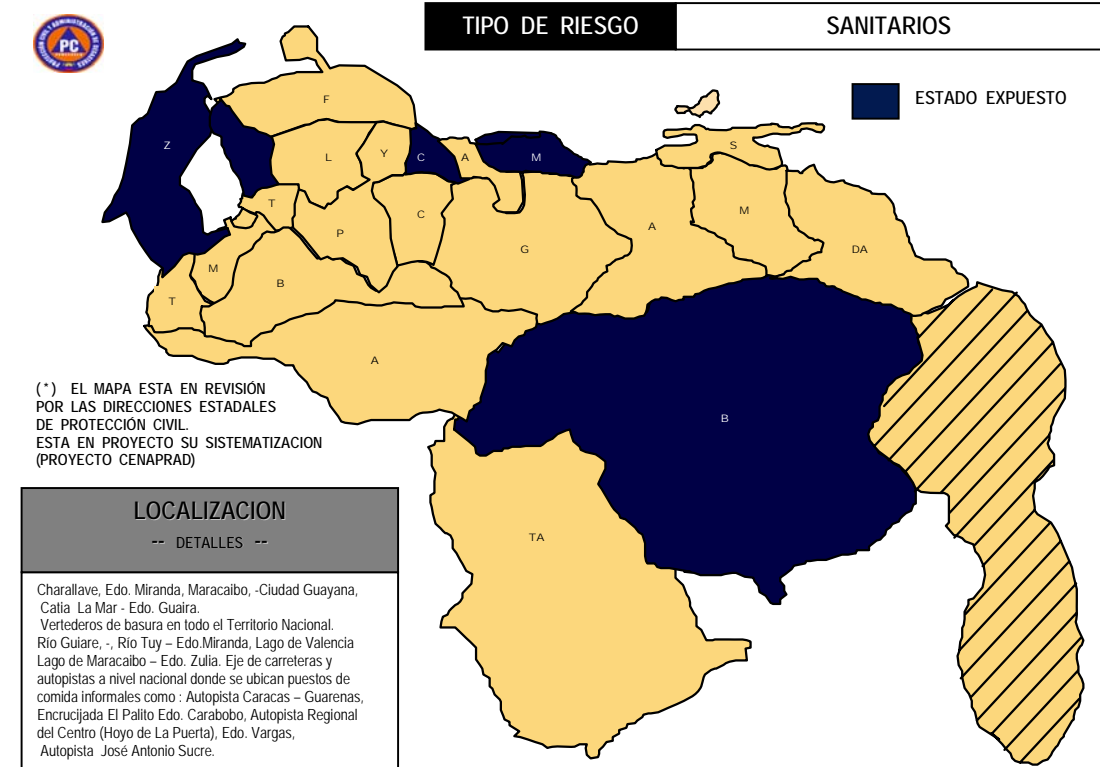 PC
TIPO DE RIESGO SANITARIOS
ESTADO EXPUESTO
F
Z
L
Y
C
A
M
S
T
P
C
G
A
M
DA
M
B
T
A
B
TA
(*) EL MAPA ESTA EN REVISIÓN
POR LAS DIRECCIONES ESTADALES
DE PROTECCIÓN CIVIL.
ESTA EN PROYECTO SU SISTEMATIZACION
(PROYECTO CENAPRAD)
LOCALIZACION
-- DETALLES --
Charallave, Edo. Miranda, Maracaibo, -Ciudad Guayana,
Catia La Mar - Edo. Guaira.
Vertederos de basura en todo el Territorio Nacional.
Río Guiare, -, Río Tuy – Edo.Miranda, Lago de Valencia
Lago de Maracaibo – Edo. Zulia. Eje de carreteras y
autopistas a nivel nacional donde se ubican puestos de
comida informales como : Autopista Caracas – Guarenas,
Encrucijada El Palito Edo. Carabobo, Autopista Regional
del Centro (Hoyo de La Puerta), Edo. Vargas,
Autopista José Antonio Sucre.